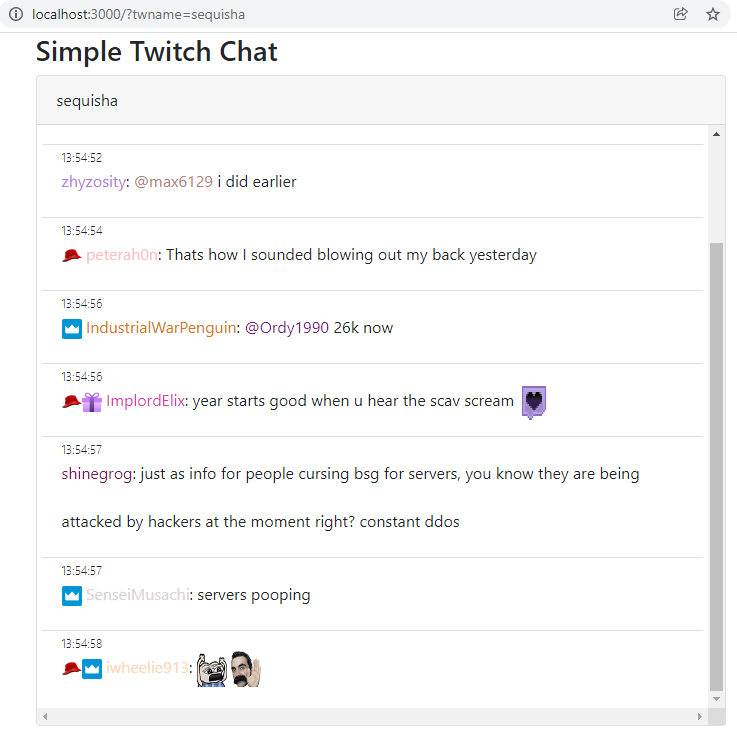 localhost:3000/?twname=sequisha
Simple Twitch Chat
sequisha
13:54:52
zhyzosity: @max6129 i did earlier
13:54:54
peterah0n: Thats how I sounded blowing out my back yesterday
13:54:56
IndustrialWarPenguin: @Ordy1990 26k now
13:54:56
ImplordElix: year starts good when u hear the scav scream
13:54:57
shinegrog: just as info for people cursing bsg for servers, you know they are being
attacked by hackers at the moment right? constant ddos
13:54:57
SenseiMusachi: servers pooping
13:54:58
iwheelie913: